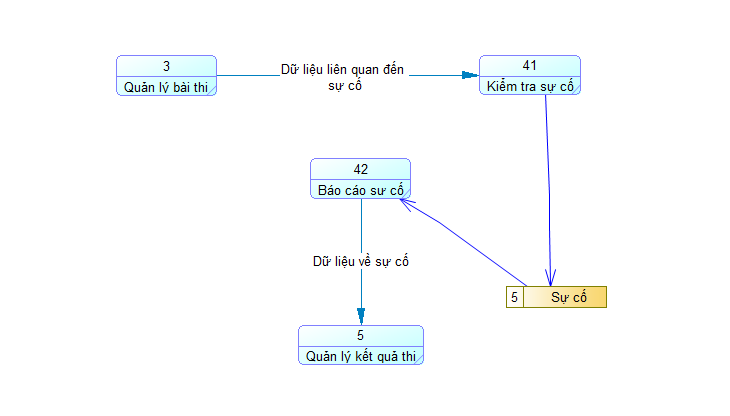 3
Quản lý bài thi
Dữ liệu liên quan đến
sự cố
41
Kiểm tra sự cố
42
Báo cáo sư cố
Dữ liệu về sự cố
5 Sự cố
5
Quản lý kết quả thi